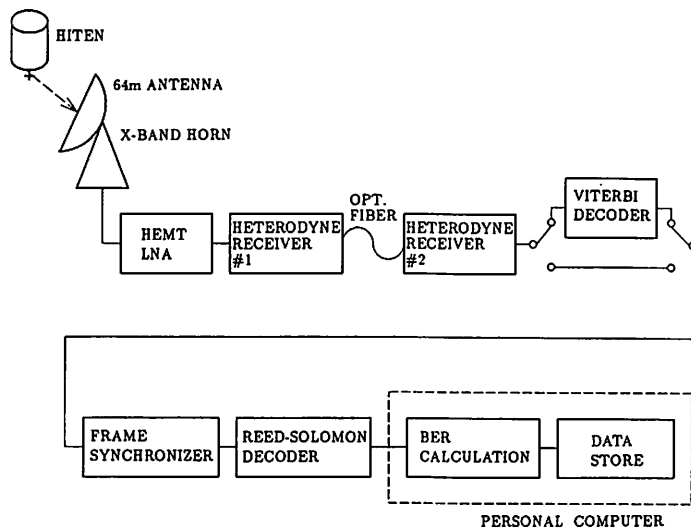 HITEN
64m ANTENNA
X-BAND HORN
OPT.
FIBER
VITERBI
DECODER
HEMT
LNA
HETERODYNE
RECEIVER
#1
HETERODYNE
RECEIVER
#2
FRAME
SYNCHRONIZER
REED-SOLOMON
DECODER
BER
CALCULATION
DATA
STORE
PERSONAL COMPUTER